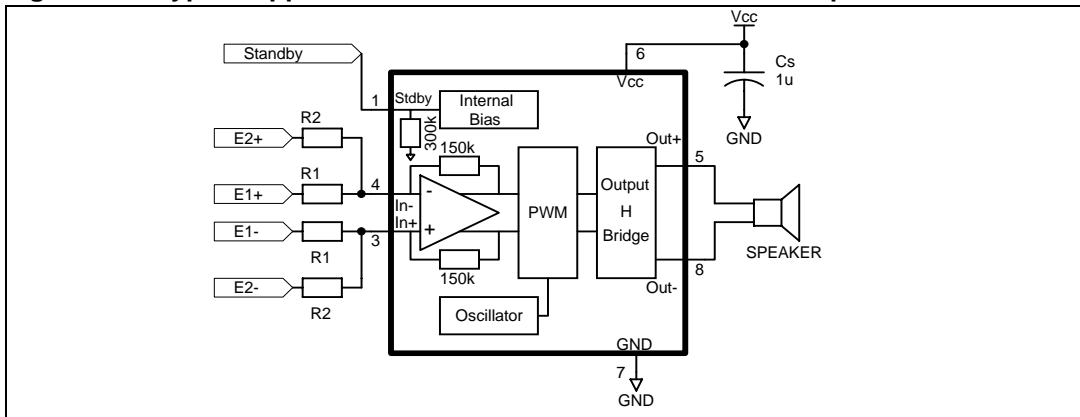 Vcc
Standby
6
Cs
1u
Vcc
1
Stdby
Internal
Bias
GND
300k
R2
E2+
150k
Out+
5
R1
E1+
4
In-
-
PWM
Output
H
Bridge
E1-
3
In+
+
R1
SPEAKER
150k
8
E2-
Out-
R2
Oscillator
GND
7
GND